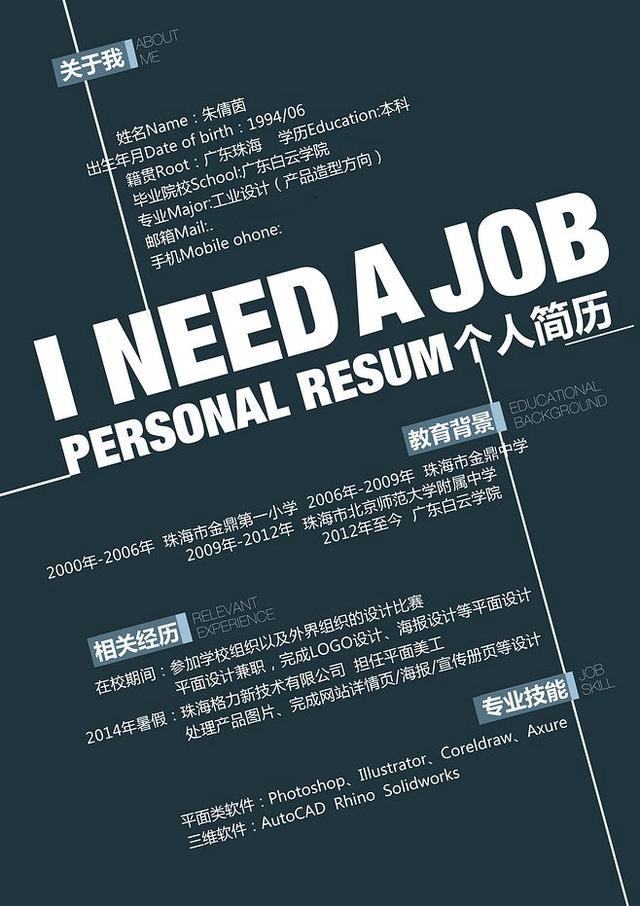 关于我
ABOUT
ME
姓名Name：朱倩茵
出生年月Date of birth：1994/06 学历Education:本科
籍贯Root：广东珠海
毕业院校School:广东白云学院
专业Major:工业设计（产品造型方向）
邮箱Mail:.
手机Mobile ohone:
I NEED A JOB
PERSONAL RESUM个人简历
教育背景
EDUCATIONAL
BACKGROUND
2000年-2006年 珠海市金鼎第一小学 2006年-2009年 珠海市金鼎中学
2009年-2012年 珠海市北京师范大学附属中学
2012年至今 广东白云学院
相关经历
RELEVANT
EXPERIENCE
在校期间：参加学校组织以及外界组织的设计比赛
平面设计兼职，完成LOGO设计、海报设计等平面设计
2014年暑假：珠海格力新技术有限公司 担任平面美工
处理产品图片、完成网站详情页/海报/宣传册页等设计
专业技能
JOB
SKILL
平面类软件：Photoshop、Illustrator、Coreldraw、Axure
三维软件：AutoCAD Rhino Solidworks